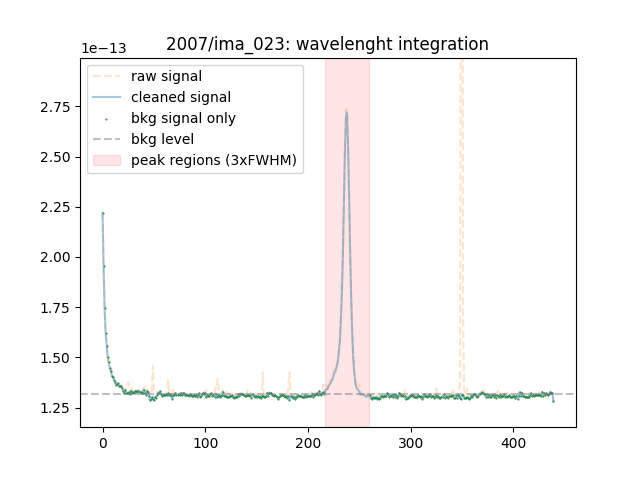 1e−13
2007/ima_023: wavelenght integration
raw signal
cleaned signal
bkg signal only
bkg level
peak regions (3xFWHM)
2.75
2.50
2.25
2.00
1.75
1.50
1.25
0 100 200 300 400